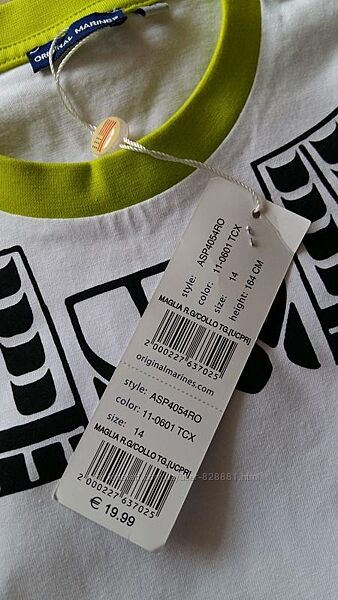 ORIGINAL MARINES
style: ASP4054RO
color: 11-0601 TCX
size: 14
height: 164 CM
MAGLIA R.G/COLLO TG.[UCPR]
2 000227 637025
originalmarines.com
style: ASP4054RO
color: 11-0601 TCX
size: 14
MAGLIA R.G/COLLO TG.[UCPR]
2 000227 637025
€ 19.99